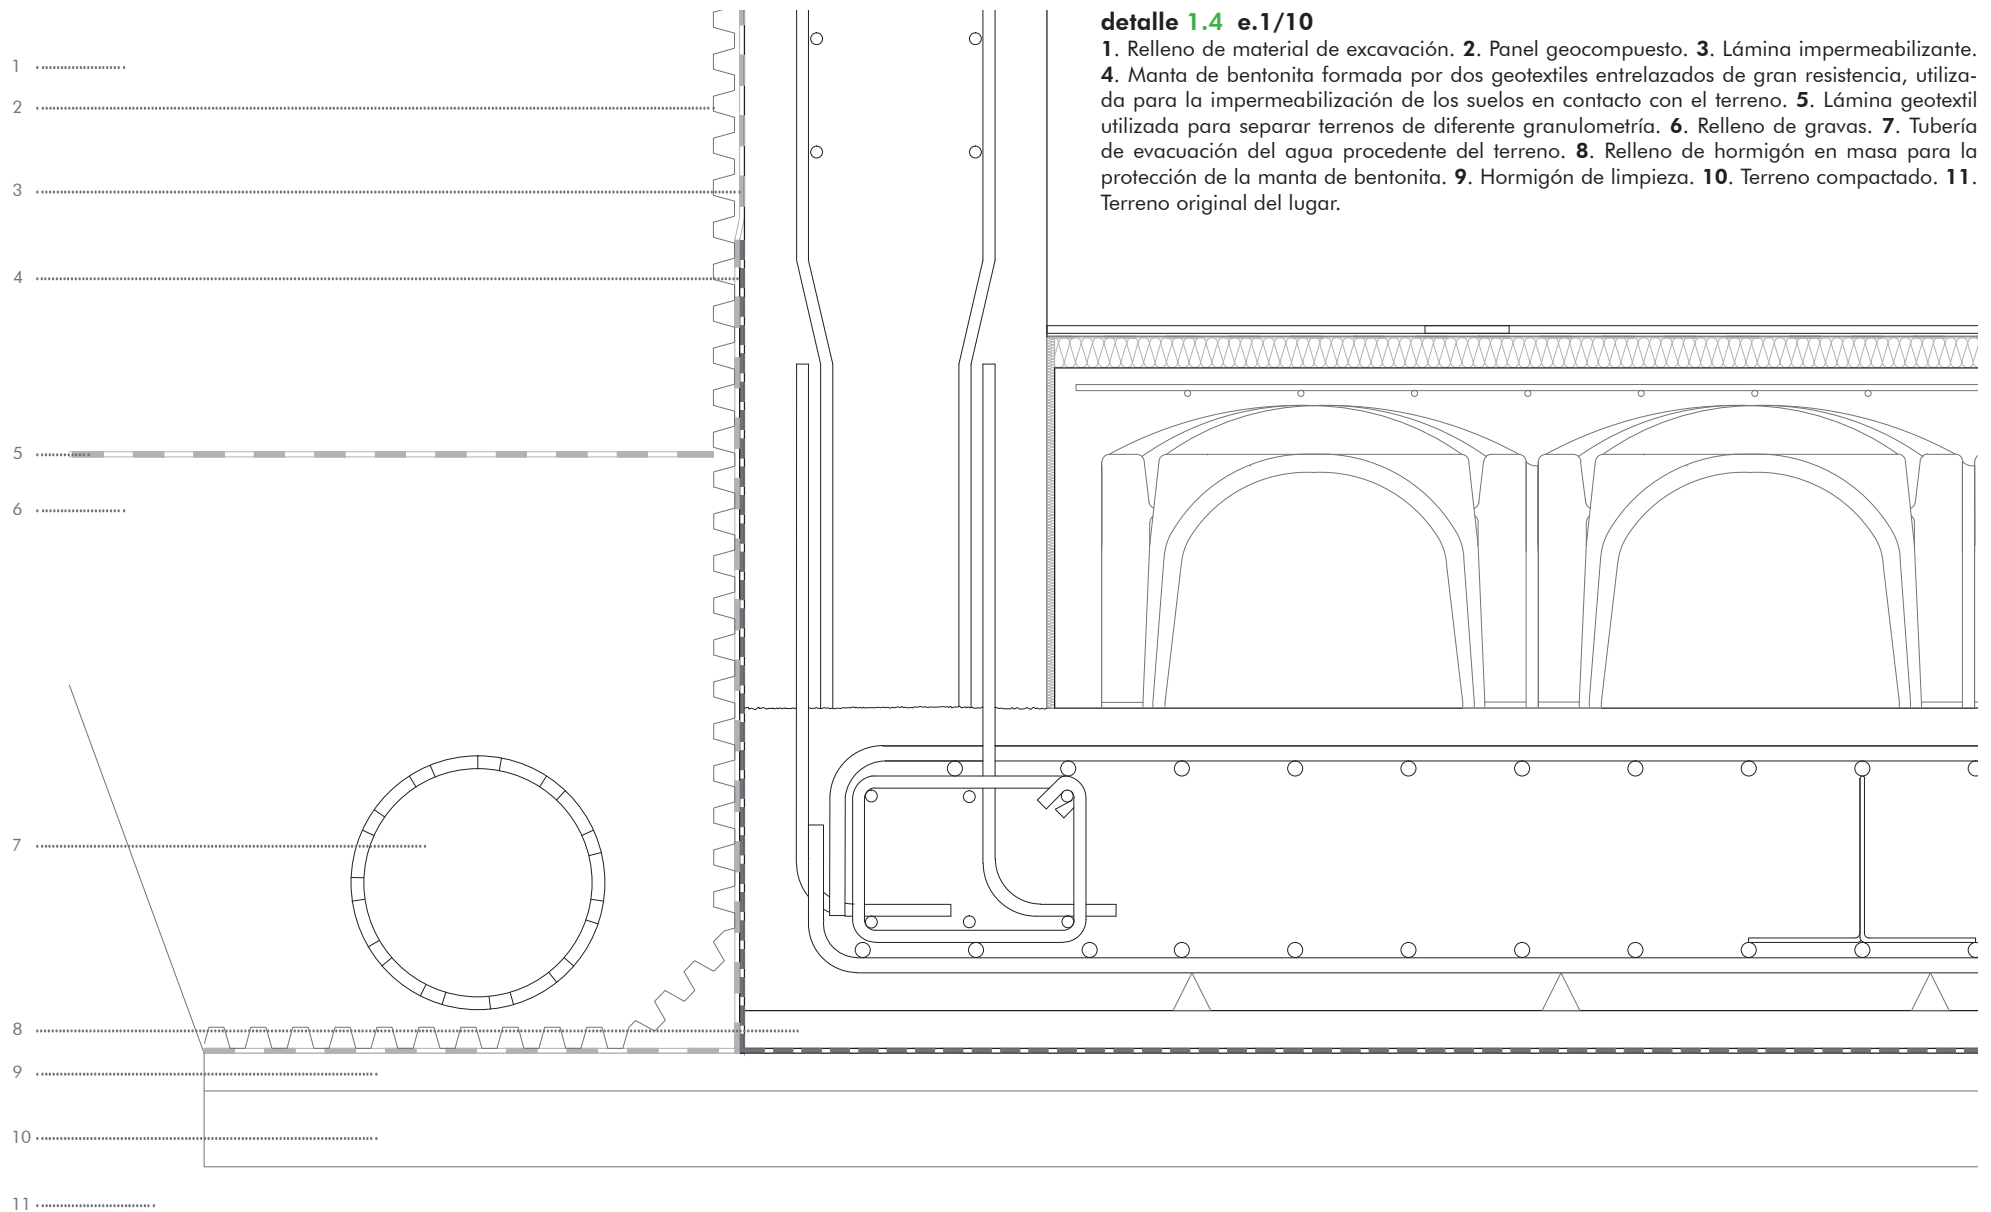 detalle 1.4 e.1/10
1. Relleno de material de excavación. 2. Panel geocompuesto. 3. Lámina impermeabilizante.
4. Manta de bentonita formada por dos geotextiles entrelazados de gran resistencia, utiliza-
da para la impermeabilización de los suelos en contacto con el terreno. 5. Lámina geotextil
utilizada para separar terrenos de diferente granulometría. 6. Relleno de gravas. 7. Tubería
de evacuación del agua procedente del terreno. 8. Relleno de hormigón en masa para la
protección de la manta de bentonita. 9. Hormigón de limpieza. 10. Terreno compactado. 11.
Terreno original del lugar.
1
2
3
4
5
6
7
8
9
10
11